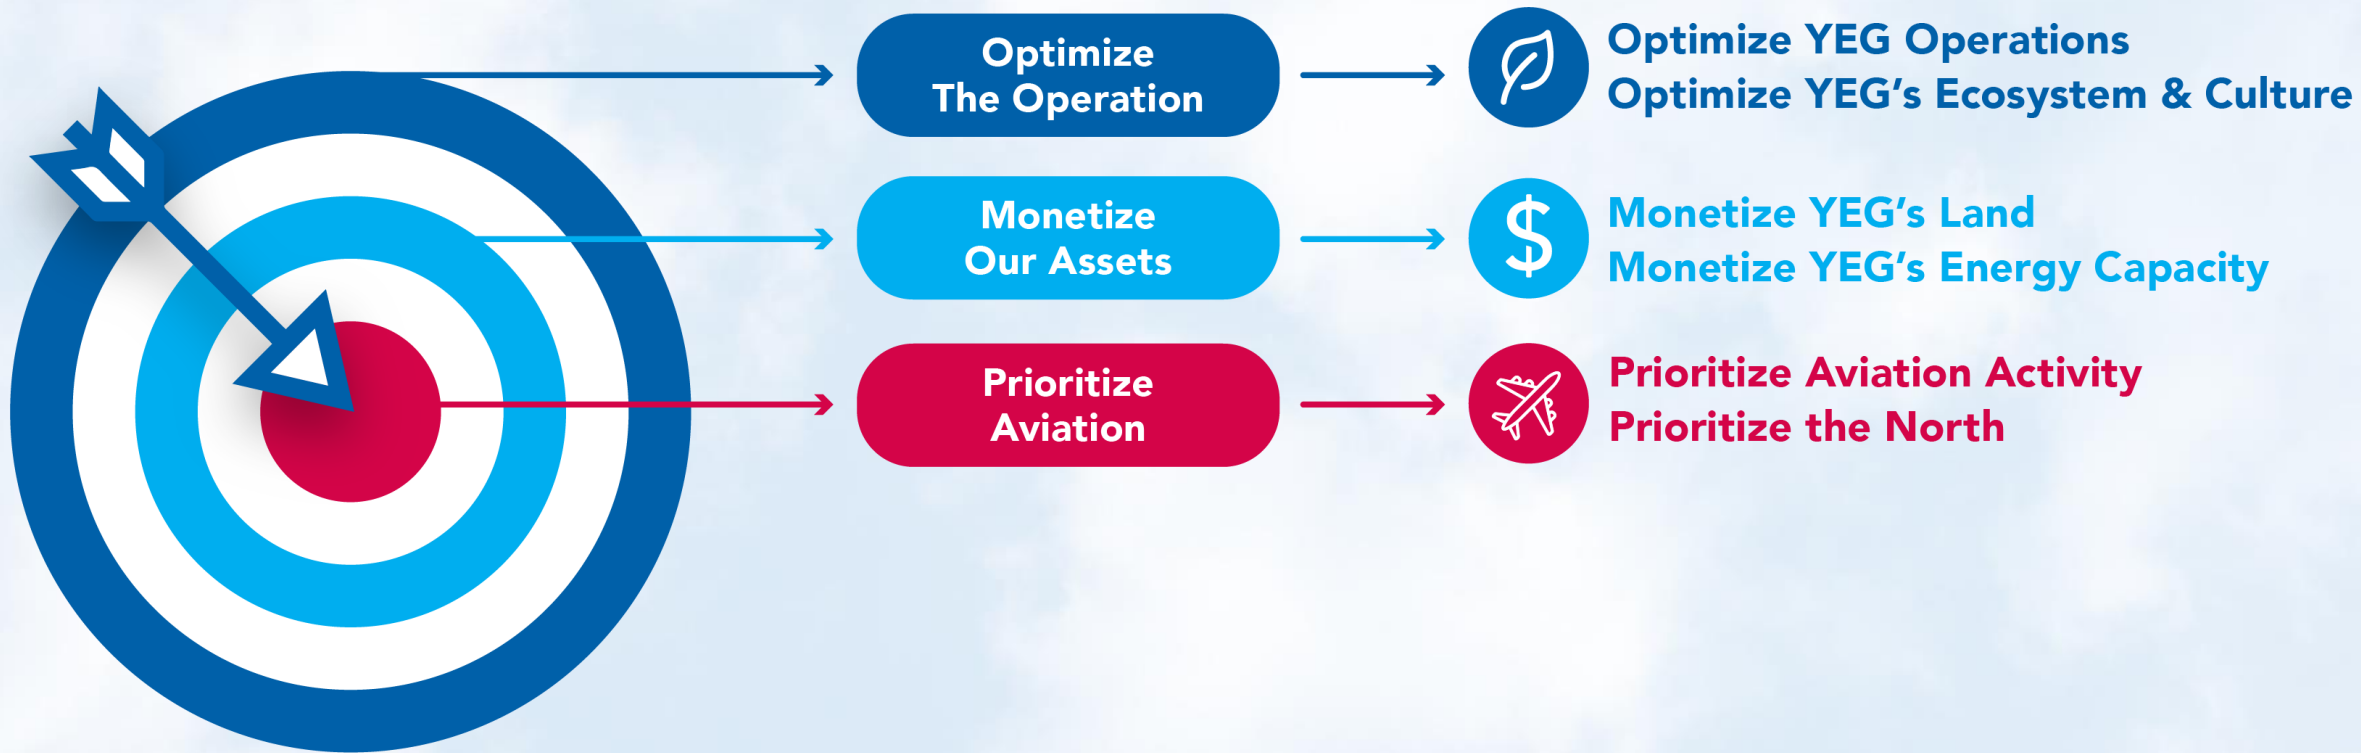 Optimize
The Operation
Optimize YEG Operations
Optimize YEG’s Ecosystem & Culture
Monetize
Our Assets
$
Monetize YEG’s Land
Monetize YEG’s Energy Capacity
Prioritize
Aviation
Prioritize Aviation Activity
Prioritize the North